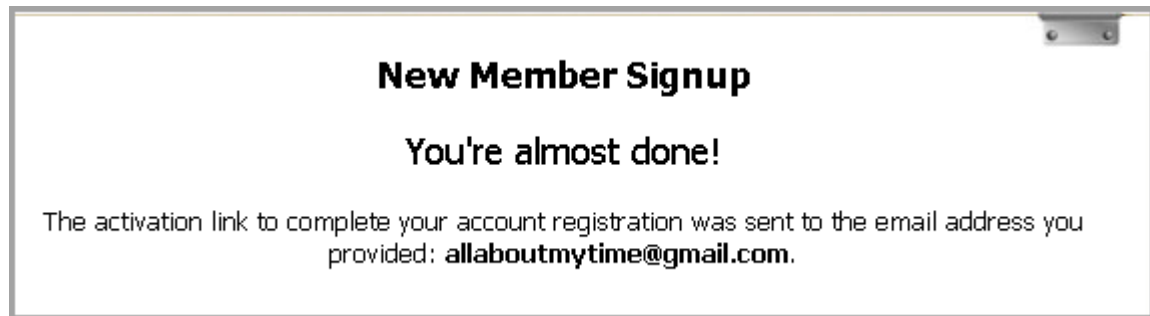 New Member Signup
You're almost done!
The activation link to complete your account registration was sent to the email address you
provided: allaboutmytime@gmail.com.